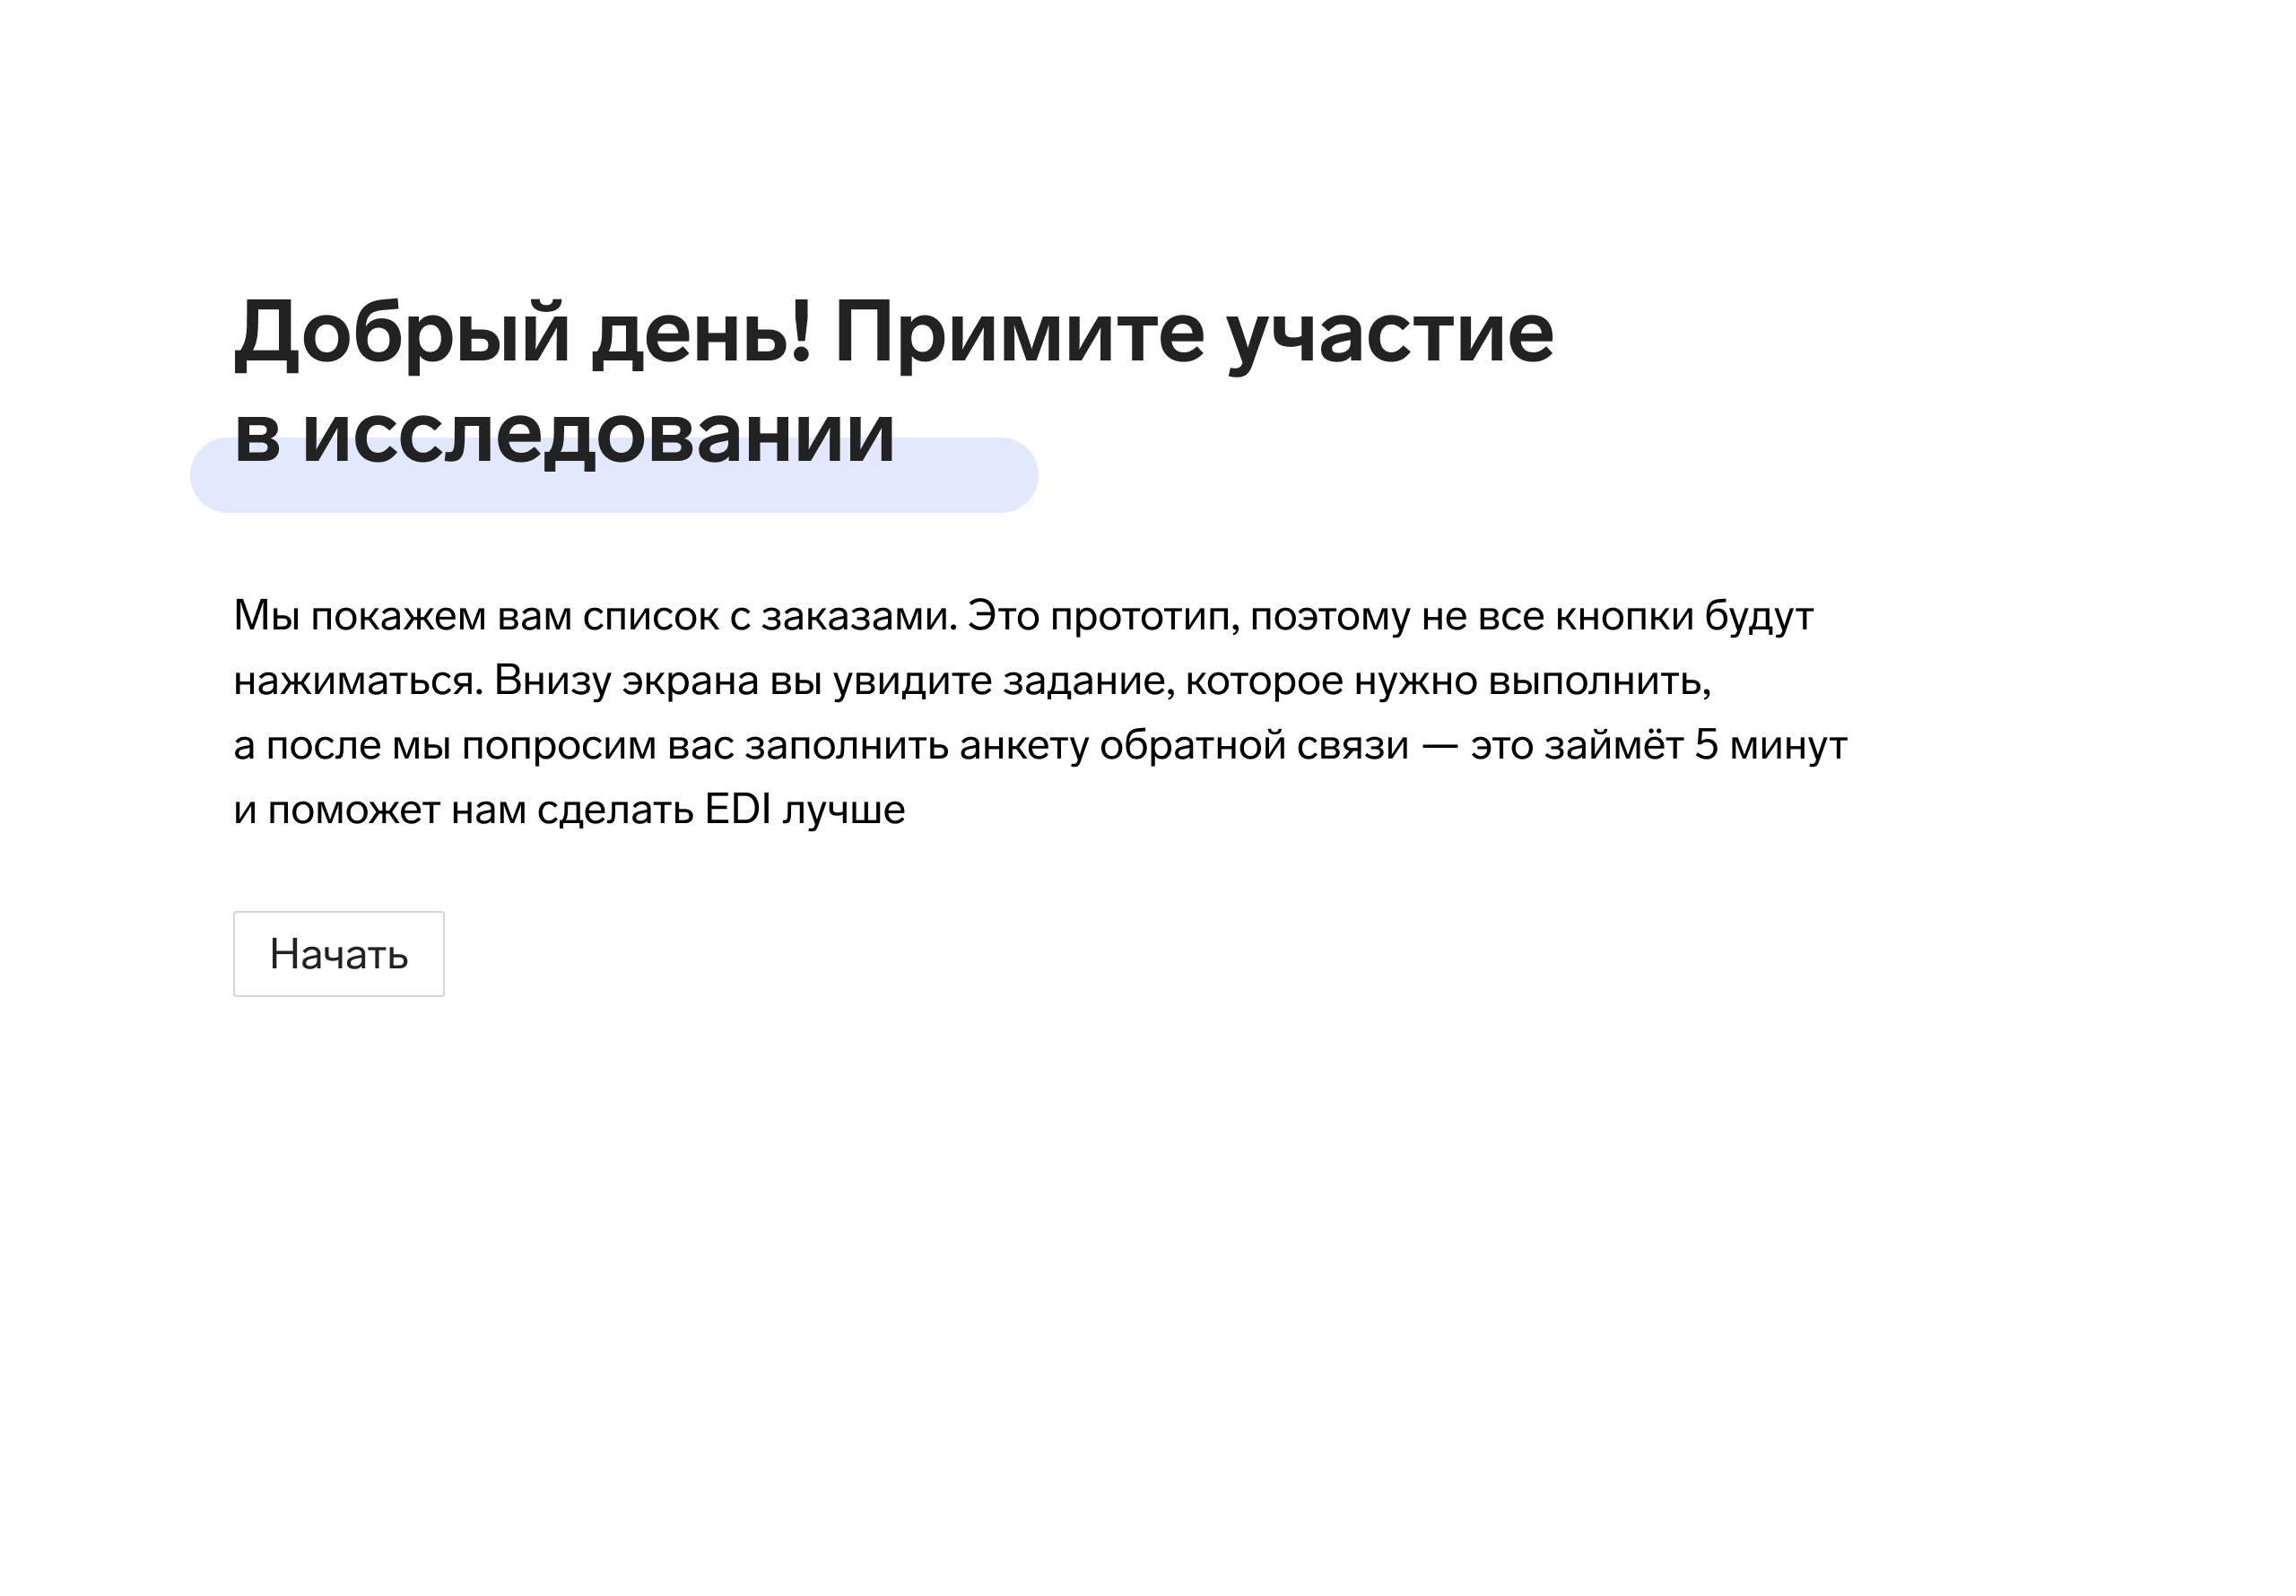 Добрый день! Примите участие
в исследовании
Мы покажем вам список с заказами. Это прототип, поэтому не все кнопки будут
нажиматься. Внизу экрана вы увидите задание, которое нужно выполнить,
а после мы попросим вас заполнить анкету обратной связи — это займёт 5 минут
и поможет нам сделать EDI лучше
Начать